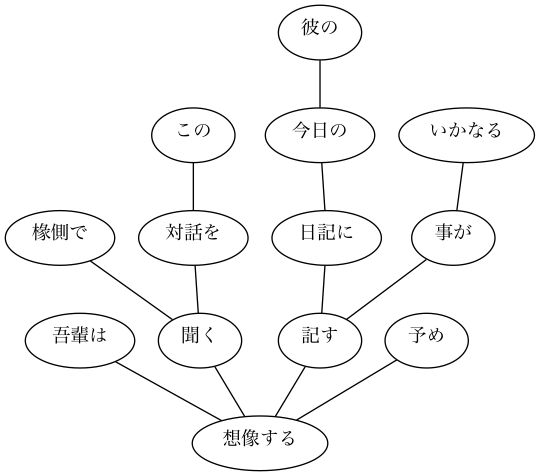 彼の
この
今日の
いかなる
椽側で
対話を
日記に
事が
吾輩は
聞く
記す
予め
想像する